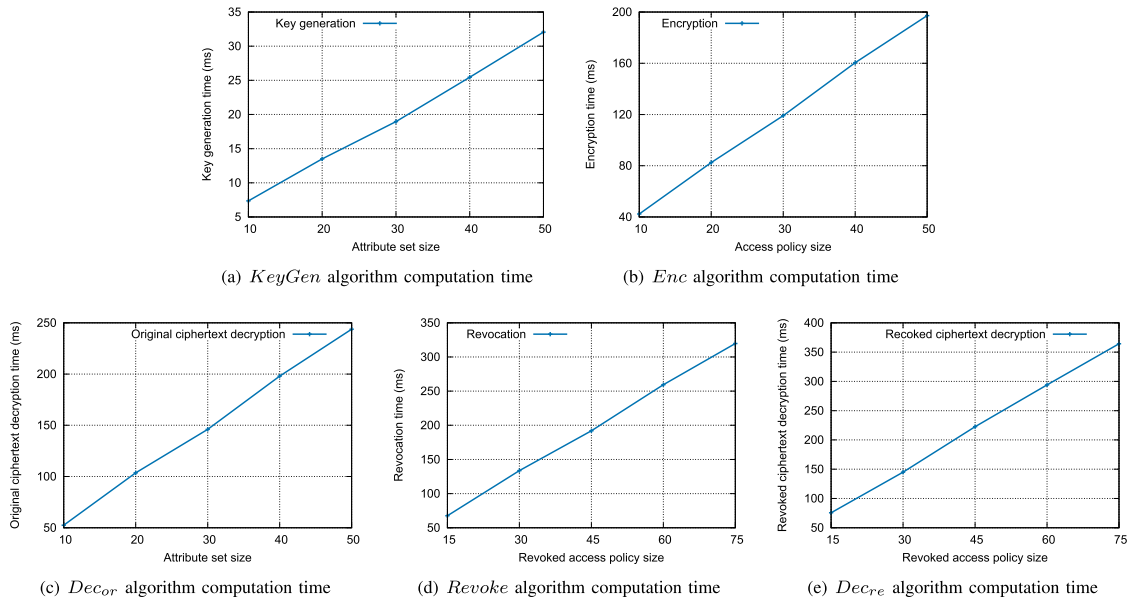 Key generation
Key generation time (ms)
35
30
25
20
15
10
5
10 20 30 40 50
Attribute set size
(a) KeyGen algorithm computation time
Encryption
Encryption time (ms)
200
160
120
80
40
10 20 30 40 50
Access policy size
(b) Enc algorithm computation time
Original ciphertext decryption
Original ciphertext decryption time (ms)
250
200
150
100
50
10 20 30 40 50
Attribute set size
(c) Dec_or algorithm computation time
Revocation
Revocation time (ms)
350
300
250
200
150
100
50
15 30 45 60 75
Revoked access policy size
(d) Revoke algorithm computation time
Recoked ciphertext decryption
Revoked ciphertext decryption time (ms)
400
350
300
250
200
150
100
50
15 30 45 60 75
Revoked access policy size
(e) Dec_re algorithm computation time